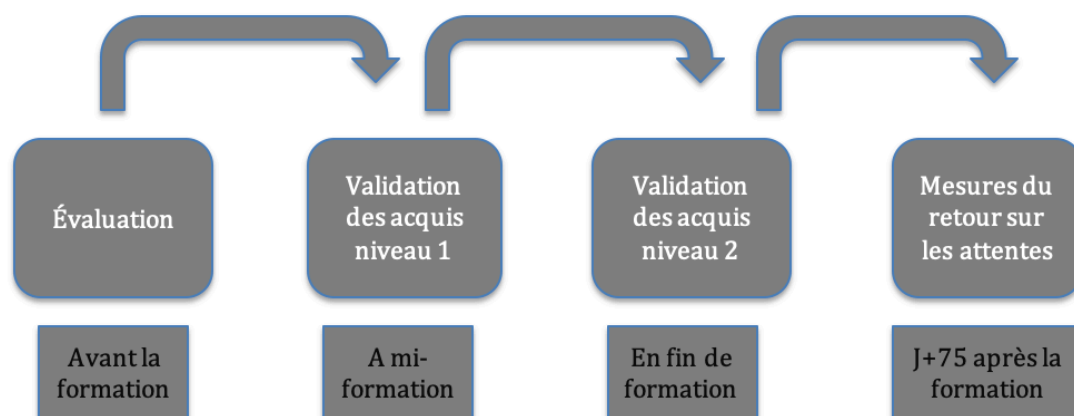 Évaluation
Validation
des acquis
niveau 1
Validation
des acquis
niveau 2
Mesures du
retour sur
les attentes
Avant la
formation
A mi-
formation
En fin de
formation
J+75 après la
formation